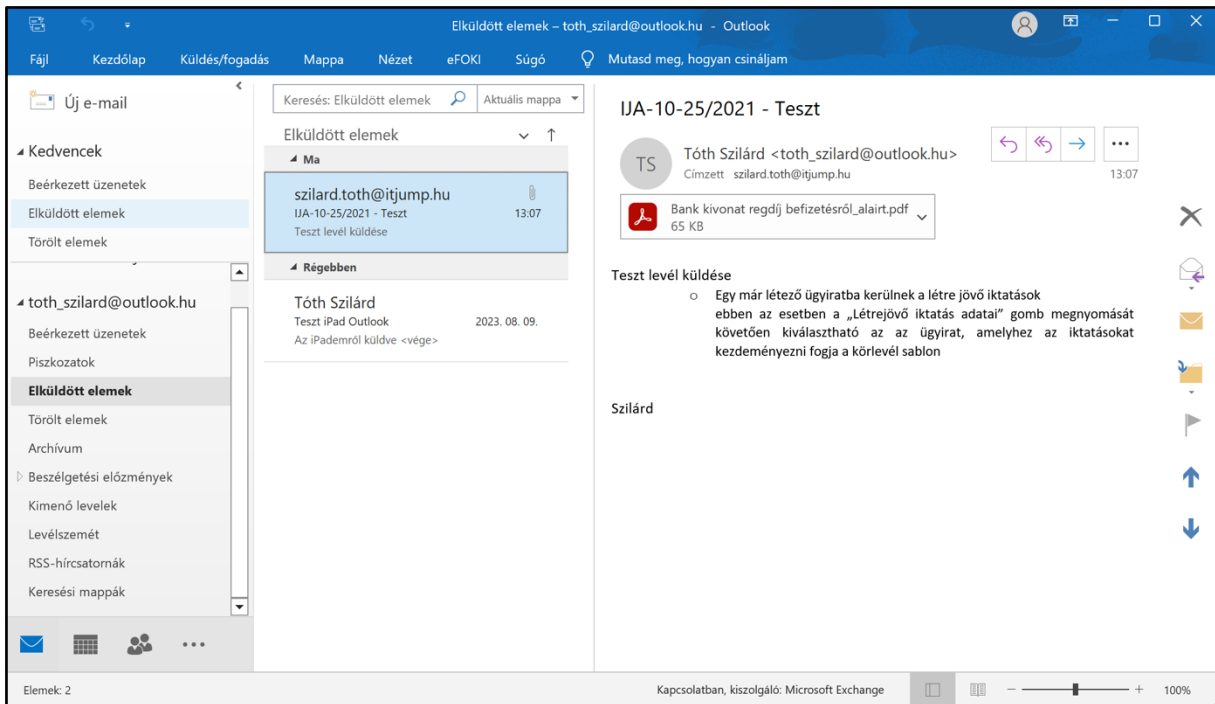 Elküldött elemek – toth_szilard@outlook.hu - Outlook
Fájl Kezdőlap Küldés/fogadás Mappa Nézet eFOKI Súgó Mutasd meg, hogyan csináljam
Új e-mail
Kedvencek
Beérkezett üzenetek
Elküldött elemek
Törölt elemek
toth_szilard@outlook.hu
Beérkezett üzenetek
Piszkozatok
Elküldött elemek
Törölt elemek
Archívum
Beszélgetési előzmények
Kimenő levelek
Levélszemét
RSS-hírcsatornák
Keresési mappák
Keresés: Elküldött elemek Aktuális mappa
Elküldött elemek
Ma
szilard.toth@itjump.hu
IJA-10-25/2021 - Teszt 13:07
Teszt levél küldése
Régebben
Tóth Szilárd
Teszt iPad Outlook 2023. 08. 09.
Az iPademről küldve <vége>
IJA-10-25/2021 - Teszt
TS
Tóth Szilárd <toth_szilard@outlook.hu>
Címzett szilard.toth@itjump.hu 13:07
Bank kivonat regdíj befizetésről_alairt.pdf
65 KB
Teszt levél küldése
o Egy már létező ügyiratba kerülnek a létre jövő iktatások
ebben az esetben a „Létrejövő iktatás adatai” gomb megnyomását
követően kiválasztható az az ügyirat, amelyhez az iktatásokat
kezdeményezni fogja a körlevél sablon
Szilárd
Elemek: 2 Kapcsolatban, kiszolgáló: Microsoft Exchange 100%